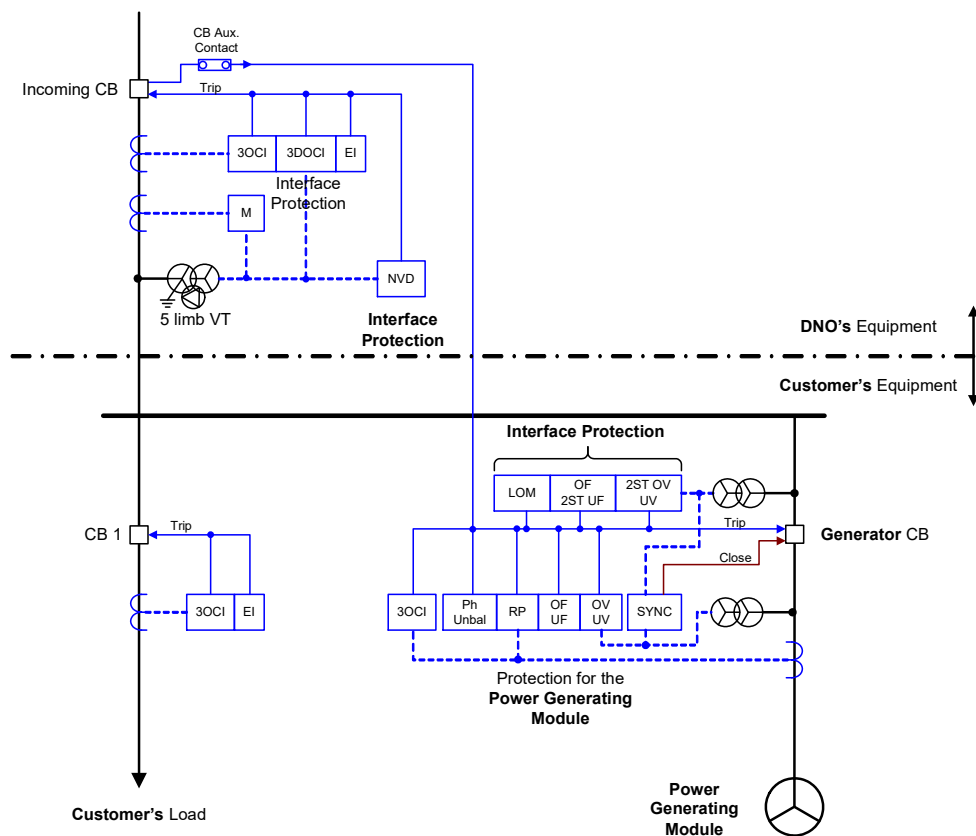 CB Aux.
Contact
Incoming CB
Trip
3OCI
3DOCI
EI
Interface
Protection
M
NVD
5 limb VT
Interface
Protection
DNO's Equipment
Customer's Equipment
Interface Protection
LOM
OF
2ST UF
2ST OV
UV
CB 1
Trip
Trip
Generator CB
Close
3OCI
EI
3OCI
Ph
Unbal
RP
OF
UF
OV
UV
SYNC
Protection for the
Power Generating
Module
Customer's Load
Power
Generating
Module